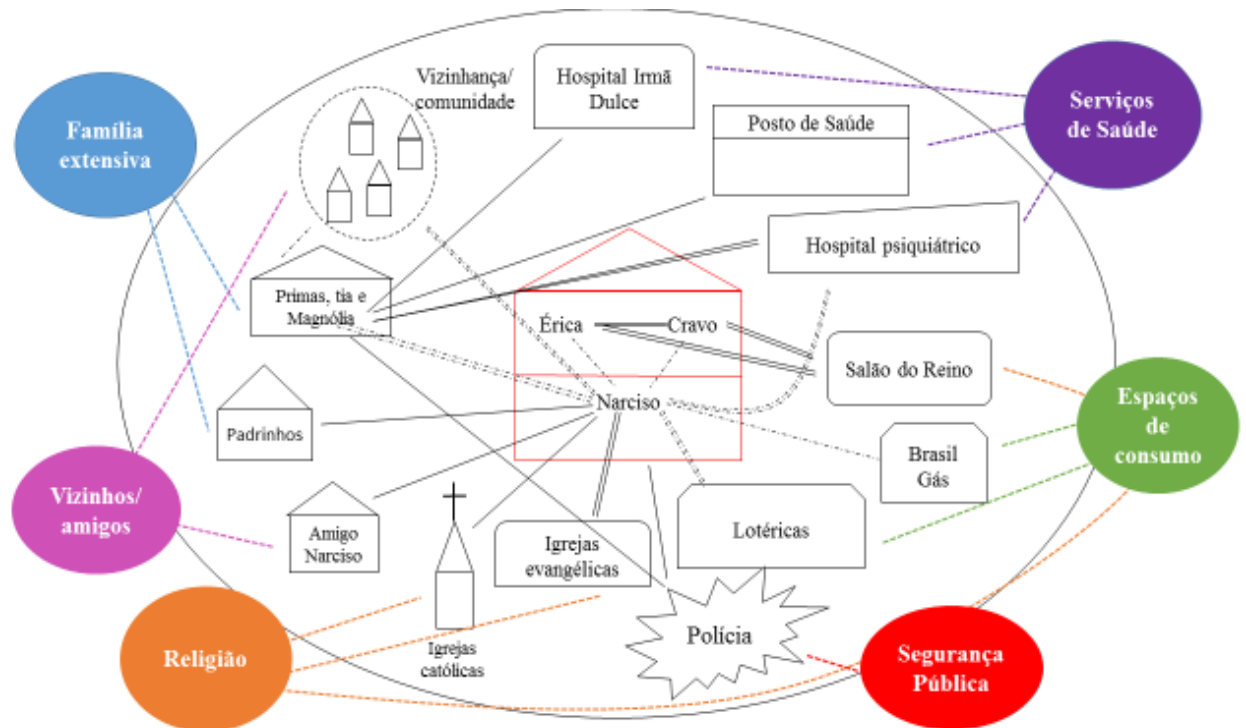 Vizinhança/
comunidade
Hospital Irmã
Dulce
Posto de Saúde
Serviços
de Saúde
Família
extensiva
Hospital psiquiátrico
Primas, tia e
Magnólia
Érica
Cravo
Salão do Reino
Narciso
Padrinhos
Espaços
de
consumo
Brasil
Gás
Vizinhos/
amigos
Amigo
Narciso
Igrejas
evangélicas
Lotéricas
Igrejas
católicas
Polícia
Religião
Segurança
Pública